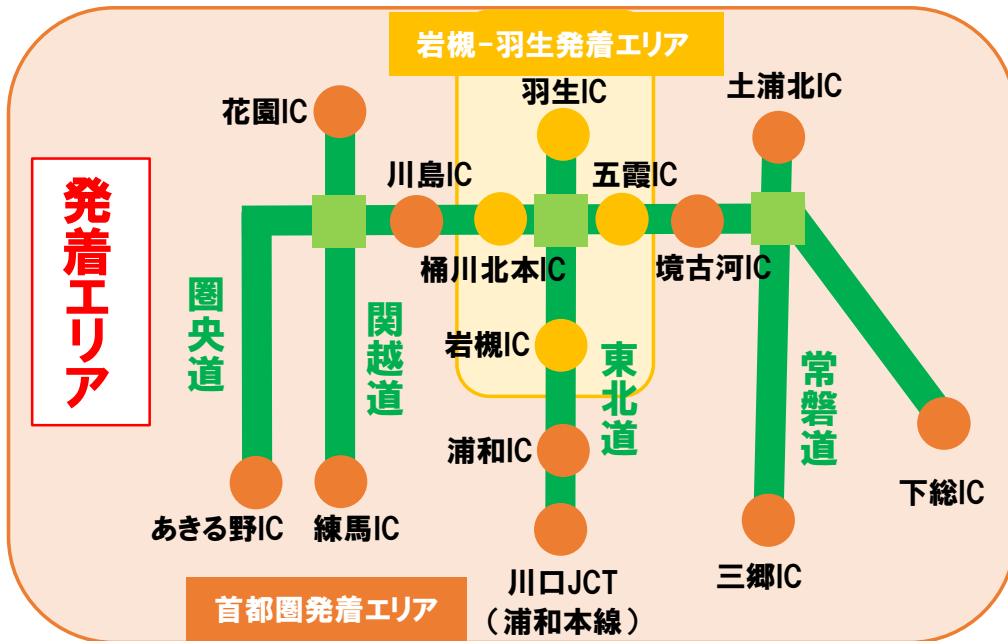 岩槻-羽生発着エリア
羽生IC
土浦北IC
花園IC
川島IC
五霞IC
発着エリア
桶川北本IC
境古河IC
圏央道
関越道
岩槻IC
東北道
常磐道
浦和IC
下総IC
あきる野IC
練馬IC
三郷IC
川口JCT
（浦和本線）
首都圏発着エリア